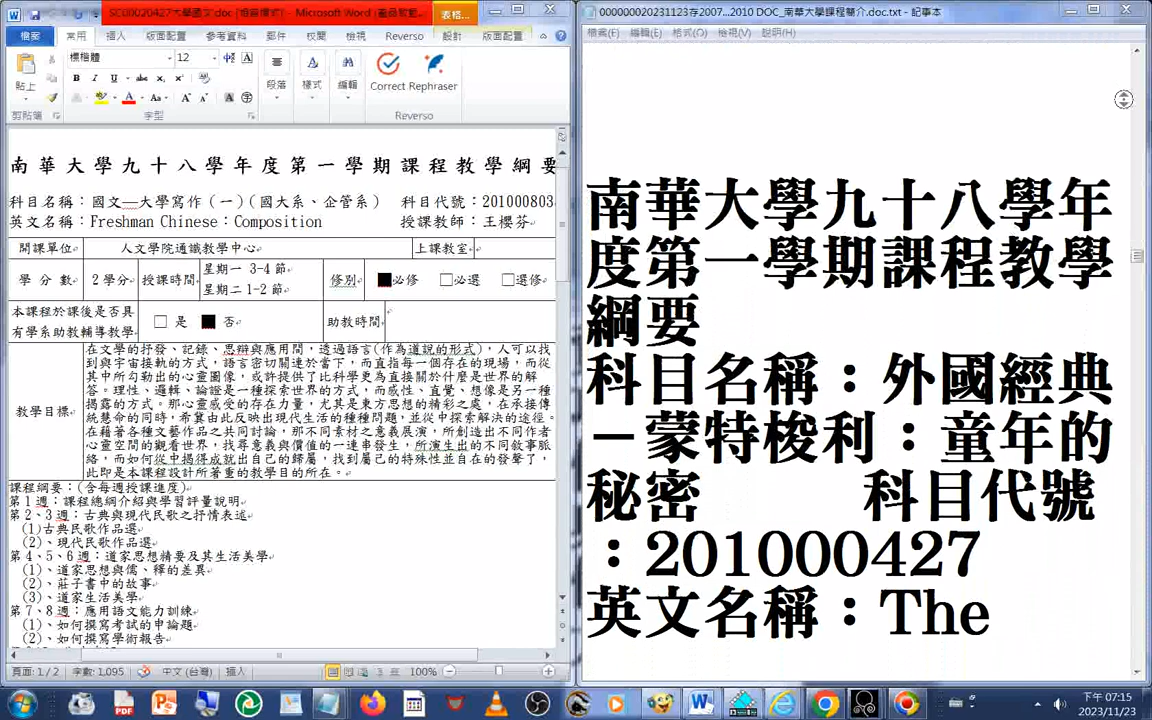 SC00020427大學國文.doc [相容模式] - Microsoft Word (產品啟動...
表格...
檔案 常用 插入 版面配置 參考資料 郵件 校閱 檢視 Reverso 設計 版面配置
標楷體 12
貼上 段落 樣式 編輯 Correct Rephraser
剪貼簿 字型 Reverso
南華大學九十八學年度第一學期課程教學綱要
科目名稱：國文—大學寫作（一）(國大系、企管系) 科目代號：201000803
英文名稱：Freshman Chinese：Composition 授課教師：王櫻芬
開課單位 人文學院通識教學中心 上課教室
學 分 數 2學分 授課時間 星期一 3-4節 修別 ■必修 □必選 □選修
星期二 1-2節
本課程於課後是否具 □ 是 ■ 否 助教時間
有學系助教輔導教學
教學目標
在文學的抒發、記錄、思辯與應用間，透過語言(作為道說的形式)，人可以找
到與宇宙接軌的方式，語言密切關連於當下，而直指每一個存在的現場，而從
其中所勾勒出的心靈圖像，或許提供了比科學更為直接關於什麼是世界的解
答。理性、邏輯、論證是一種探索世界的方式，而感性、直覺、想像是另一種
揭露的方式。那心靈感受的存在力量，尤其是東方思想的精彩之處，在承接傳
統慧命的同時，希冀由此反映出現代生活的種種問題，並從中探索解決的途徑。
在藉著各種文藝作品之共同討論，那不同素材之意義展演，所創造出不同作者
心靈空間的觀看世界，找尋意義與價值的一連串發生，所演生出的不同敘事脈
絡，而如何從中揭得成就出自己的歸屬，找到屬己的特殊性並自在的發聲了，
此即是本課程設計所著重的教學目的所在。
課程綱要：(含每週授課進度)
第1週：課程總綱介紹與學習評量說明
第2、3週：古典與現代民歌之抒情表述
(1)古典民歌作品選
(2)、現代民歌作品選
第4、5、6週：道家思想精要及其生活美學
(1)、道家思想與儒、釋的差異
(2)、莊子書中的故事
(3)、道家生活美學
第7、8週：應用語文能力訓練
(1)、如何撰寫考試的申論題
(2)、如何撰寫學術報告
頁面: 1/2 字數: 1,095 中文 (台灣) 插入 100%
000000020231123存2007...2010 DOC_南華大學課程簡介.doc.txt - 記事本
檔案(F) 編輯(E) 格式(O) 檢視(V) 說明(H)
南華大學九十八學年
度第一學期課程教學
綱要
科目名稱：外國經典
－蒙特梭利：童年的
秘密 科目代號
：201000427
英文名稱：The
下午 07:15
2023/11/23